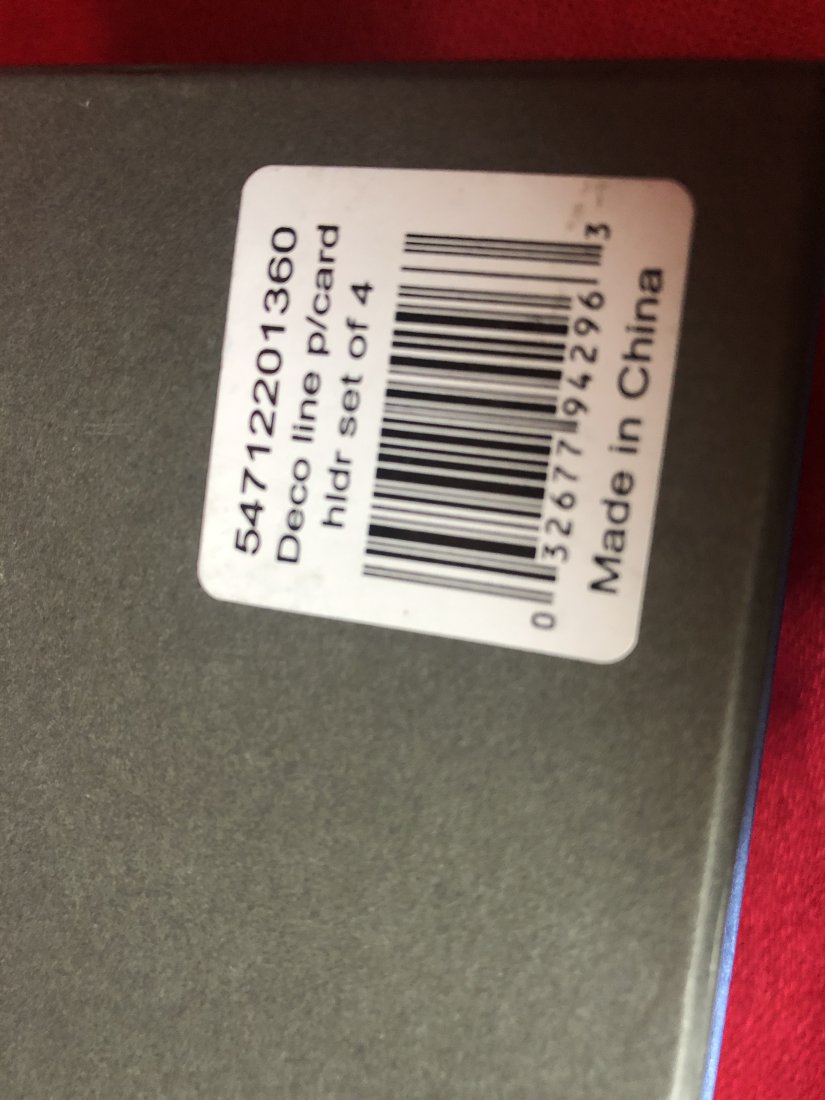 54712201360
Deco line p/card
hldr set of 4
0 32677 94296 3
Made in China